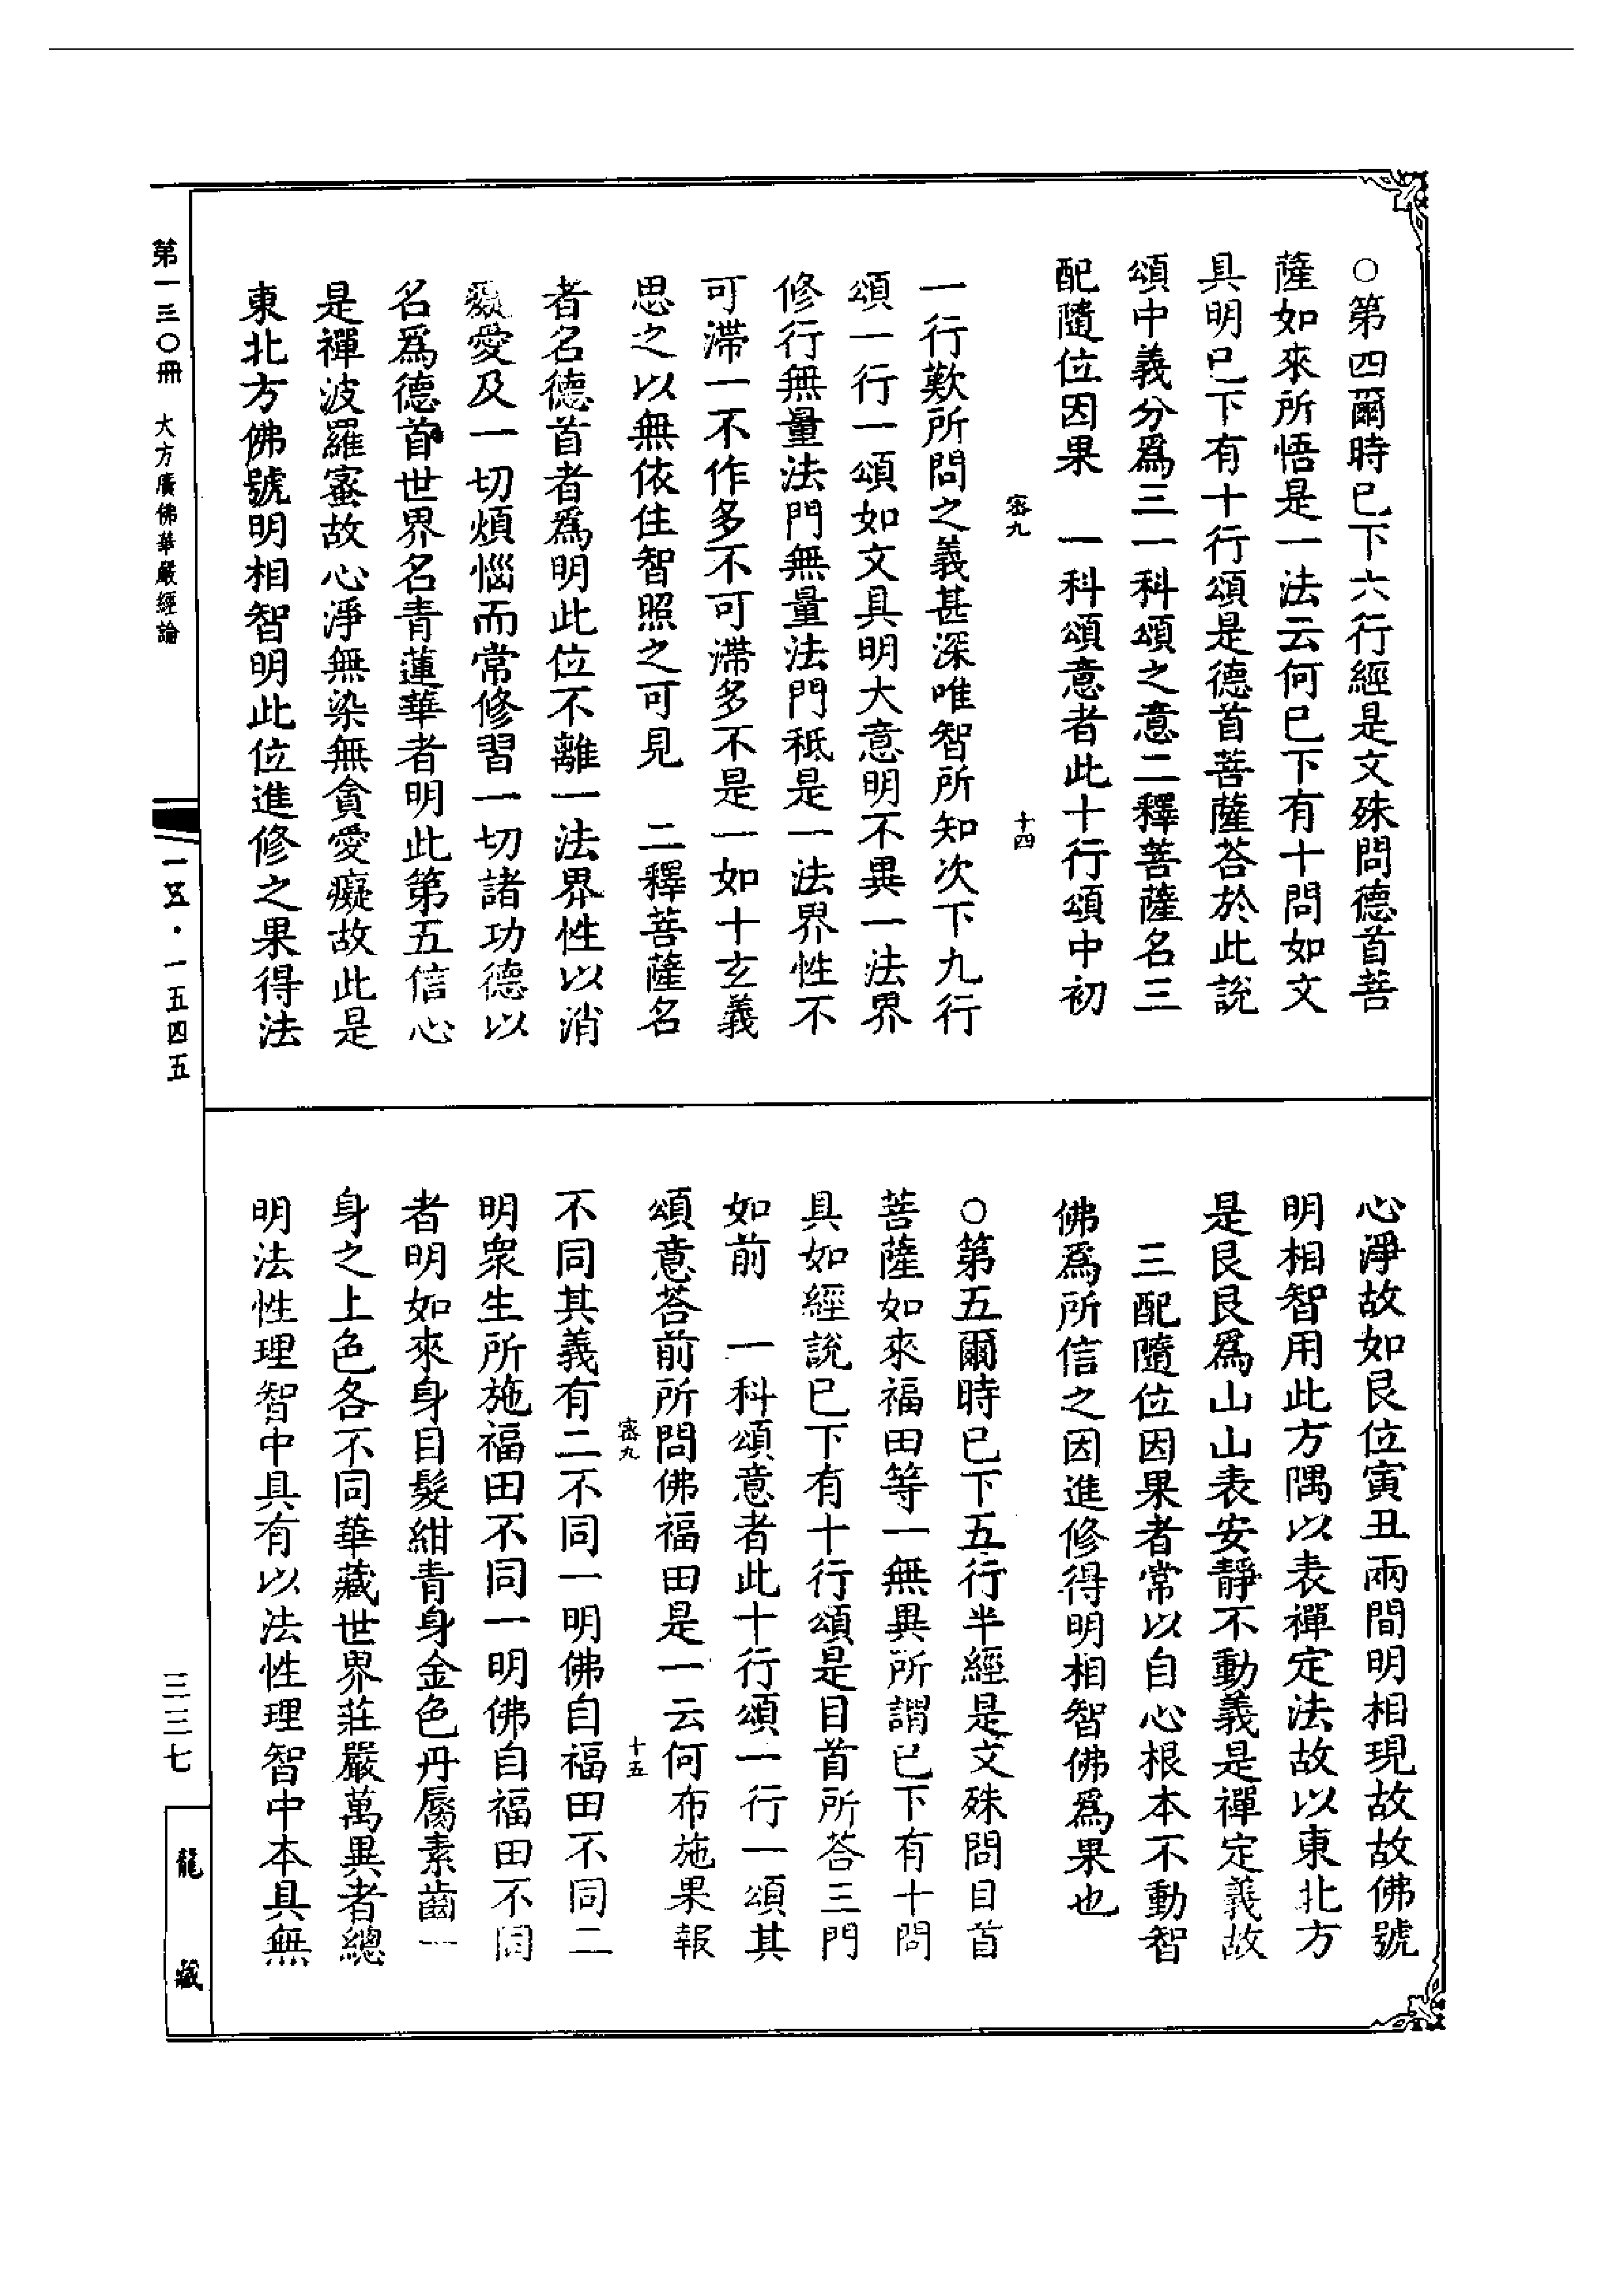 ○第四爾時已下六行經是文殊問德首菩
薩如來所悟是一法云何已下有十問如文
具明已下有十行頌是德首菩薩荅於此說
頌中義分爲三一科頌之意二釋菩薩名三
配隨位因果　一科頌意者此十行頌中初
密九　十四
一行歎所問之義甚深唯智所知次下九行
頌一行一頌如文具明大意明不異一法界
修行無量法門無量法門秖是一法界性不
可滯一不作多不可滯多不是一如十玄義
思之以無依住智照之可見　二釋菩薩名
者名德首者爲明此位不離一法界性以消
癡愛及一切煩惱而常修習一切諸功德以
名爲德首世界名青蓮華者明此第五信心
是禪波羅蜜故心淨無染無貪愛癡故此是
東北方佛號明相智明此位進修之果得法
心淨故如艮位寅丑兩間明相現故故佛號
明相智用此方隅以表禪定法故以東北方
是艮艮爲山山表安靜不動義是禪定義故
三配隨位因果者常以自心根本不動智
佛爲所信之因進修得明相智佛爲果也
○第五爾時已下五行半經是文殊問目首
菩薩如來福田等一無異所謂已下有十問
具如經說已下有十行頌是目首所荅三門
如前　一科頌意者此十行頌一行一頌其
頌意荅前所問佛福田是一云何布施果報
密九　十五
不同其義有二不同一明佛自福田不同二
明眾生所施福田不同一明佛自福田不同
者明如來身目髮紺青身金色丹脣素齒一
身之上色各不同華藏世界莊嚴萬異者總
明法性理智中具有以法性理智中本具無
第一三〇冊　大方廣佛華嚴經論
一五·一五四五
三三七
龍藏